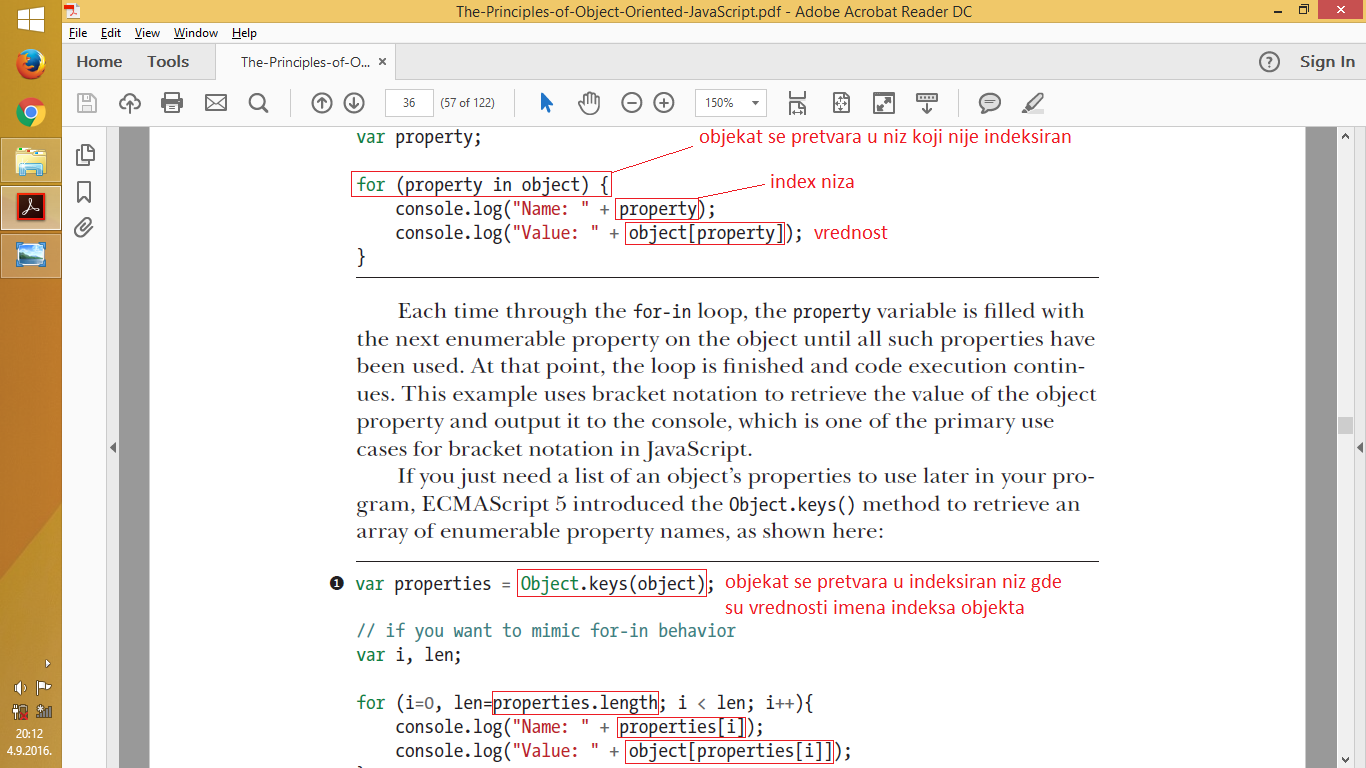 The-Principles-of-Object-Oriented-JavaScript.pdf - Adobe Acrobat Reader DC
File Edit View Window Help
Home Tools The-Principles-of-O... × ? Sign In
36 (57 of 122) 150%
var property; objekat se pretvara u niz koji nije indeksiran
for (property in object) { index niza
console.log("Name: " + property);
console.log("Value: " + object[property]); vrednost
}
Each time through the for-in loop, the property variable is filled with
the next enumerable property on the object until all such properties have
been used. At that point, the loop is finished and code execution contin-
ues. This example uses bracket notation to retrieve the value of the object
property and output it to the console, which is one of the primary use
cases for bracket notation in JavaScript.
If you just need a list of an object’s properties to use later in your pro-
gram, ECMAScript 5 introduced the Object.keys() method to retrieve an
array of enumerable property names, as shown here:
❶ var properties = Object.keys(object); objekat se pretvara u indeksiran niz gde
su vrednosti imena indeksa objekta
// if you want to mimic for-in behavior
var i, len;
for (i=0, len=properties.length; i < len; i++){
console.log("Name: " + properties[i]);
console.log("Value: " + object[properties[i]]);
20:12
4.9.2016.